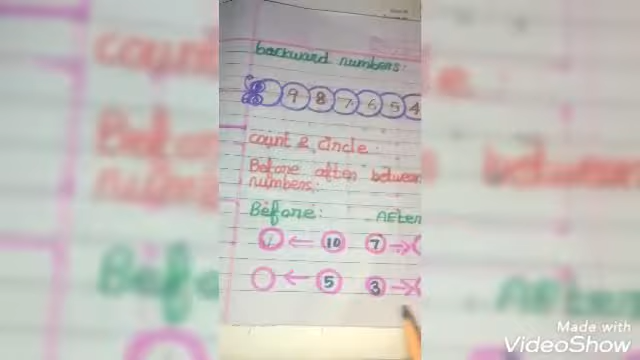 backward numbers:
9 8 7 6 5 4
count & circle.
Before after between
numbers:
Before: After
← 10 7 →
← 5 3 →
Made with
VideoShow